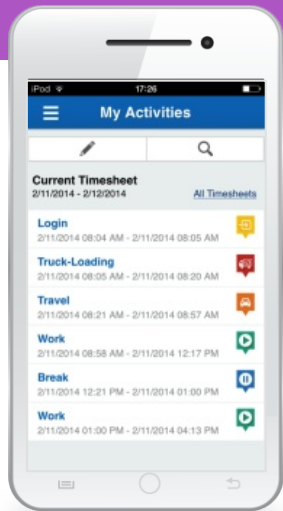 iPod 17:26
My Activities
Current Timesheet
2/11/2014 - 2/12/2014 All Timesheets
Login
2/11/2014 08:04 AM - 2/11/2014 08:05 AM
Truck-Loading
2/11/2014 08:05 AM - 2/11/2014 08:20 AM
Travel
2/11/2014 08:21 AM - 2/11/2014 08:57 AM
Work
2/11/2014 08:58 AM - 2/11/2014 12:17 PM
Break
2/11/2014 12:21 PM - 2/11/2014 01:00 PM
Work
2/11/2014 01:00 PM - 2/11/2014 04:13 PM